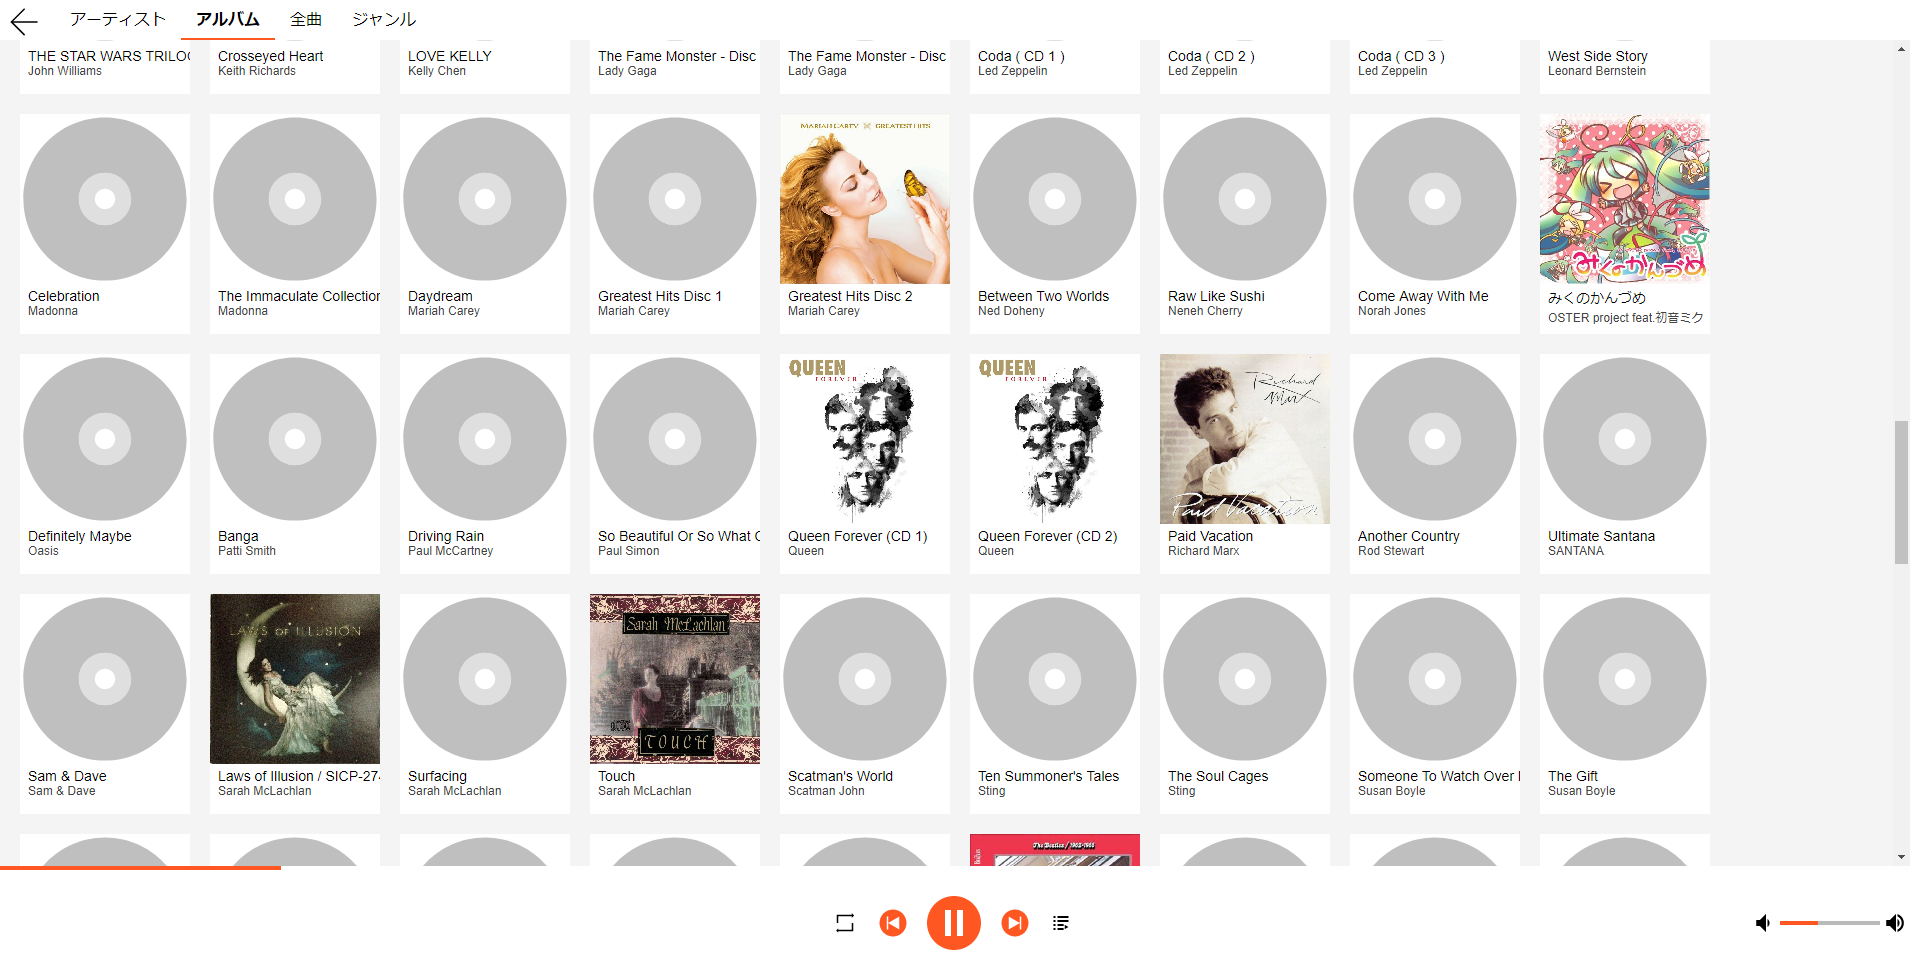 アーティスト アルバム 全曲 ジャンル
THE STAR WARS TRILO
John Williams
Crosseyed Heart
Keith Richards
LOVE KELLY
Kelly Chen
The Fame Monster - Disc
Lady Gaga
The Fame Monster - Disc
Lady Gaga
Coda ( CD 1 )
Led Zeppelin
Coda ( CD 2 )
Led Zeppelin
Coda ( CD 3 )
Led Zeppelin
West Side Story
Leonard Bernstein
Celebration
Madonna
The Immaculate Collection
Madonna
Daydream
Mariah Carey
Greatest Hits Disc 1
Mariah Carey
MARIAH CAREY GREATEST HITS
Greatest Hits Disc 2
Mariah Carey
Between Two Worlds
Ned Doheny
Raw Like Sushi
Neneh Cherry
Come Away With Me
Norah Jones
みくのかんづめ
みくのかんづめ
OSTER project feat.初音ミク
Definitely Maybe
Oasis
Banga
Patti Smith
Driving Rain
Paul McCartney
So Beautiful Or So What
Paul Simon
QUEEN
FOREVER
Queen Forever (CD 1)
Queen
QUEEN
FOREVER
Queen Forever (CD 2)
Queen
Richard
Marx
Paid Vacation
Paid Vacation
Richard Marx
Another Country
Rod Stewart
Ultimate Santana
SANTANA
Sam & Dave
Sam & Dave
LAWS OF ILLUSION
Laws of Illusion / SICP-274
Sarah McLachlan
Surfacing
Sarah McLachlan
Sarah McLachlan
TOUCH
Touch
Sarah McLachlan
Scatman's World
Scatman John
Ten Summoner's Tales
Sting
The Soul Cages
Sting
Someone To Watch Over
Susan Boyle
The Gift
Susan Boyle
The Beatles / 1962-1966